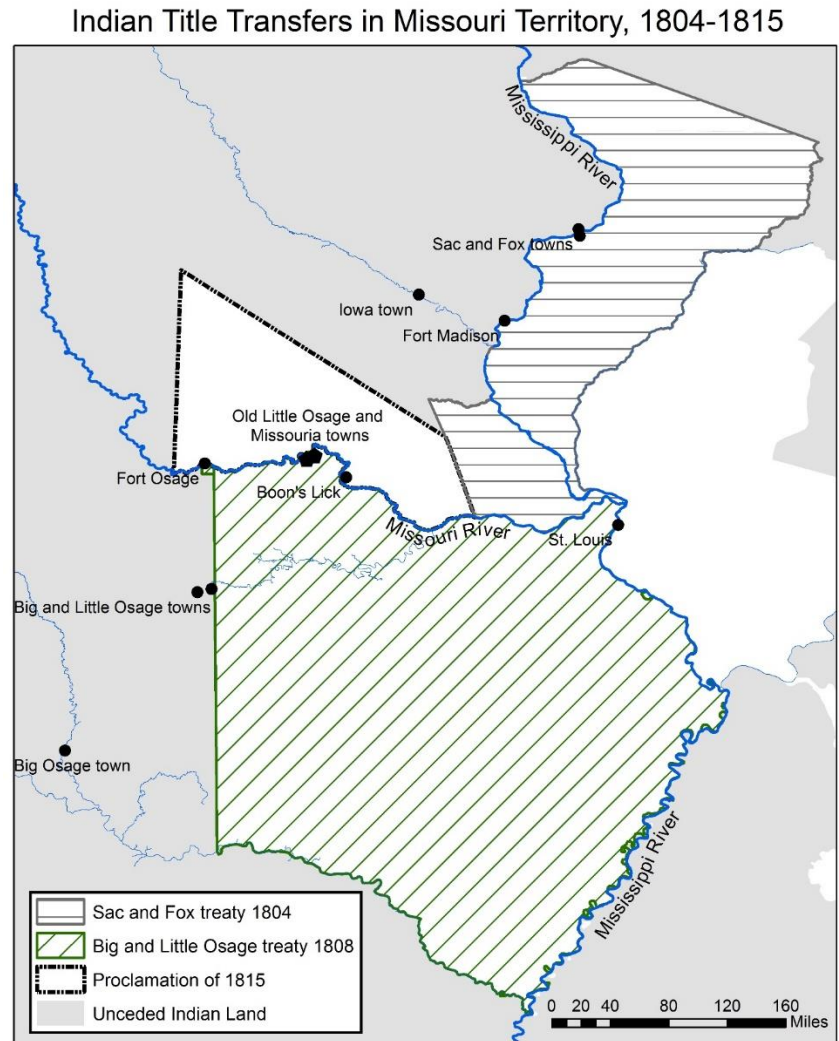 Indian Title Transfers in Missouri Territory, 1804-1815
Mississippi River
Sac and Fox towns
Iowa town
Fort Madison
Old Little Osage and
Missouria towns
Fort Osage
Boon's Lick
Missouri River
St. Louis
Big and Little Osage towns
Big Osage town
Mississippi River
Sac and Fox treaty 1804
Big and Little Osage treaty 1808
Proclamation of 1815
Unceded Indian Land
0 20 40 80 120 160
Miles